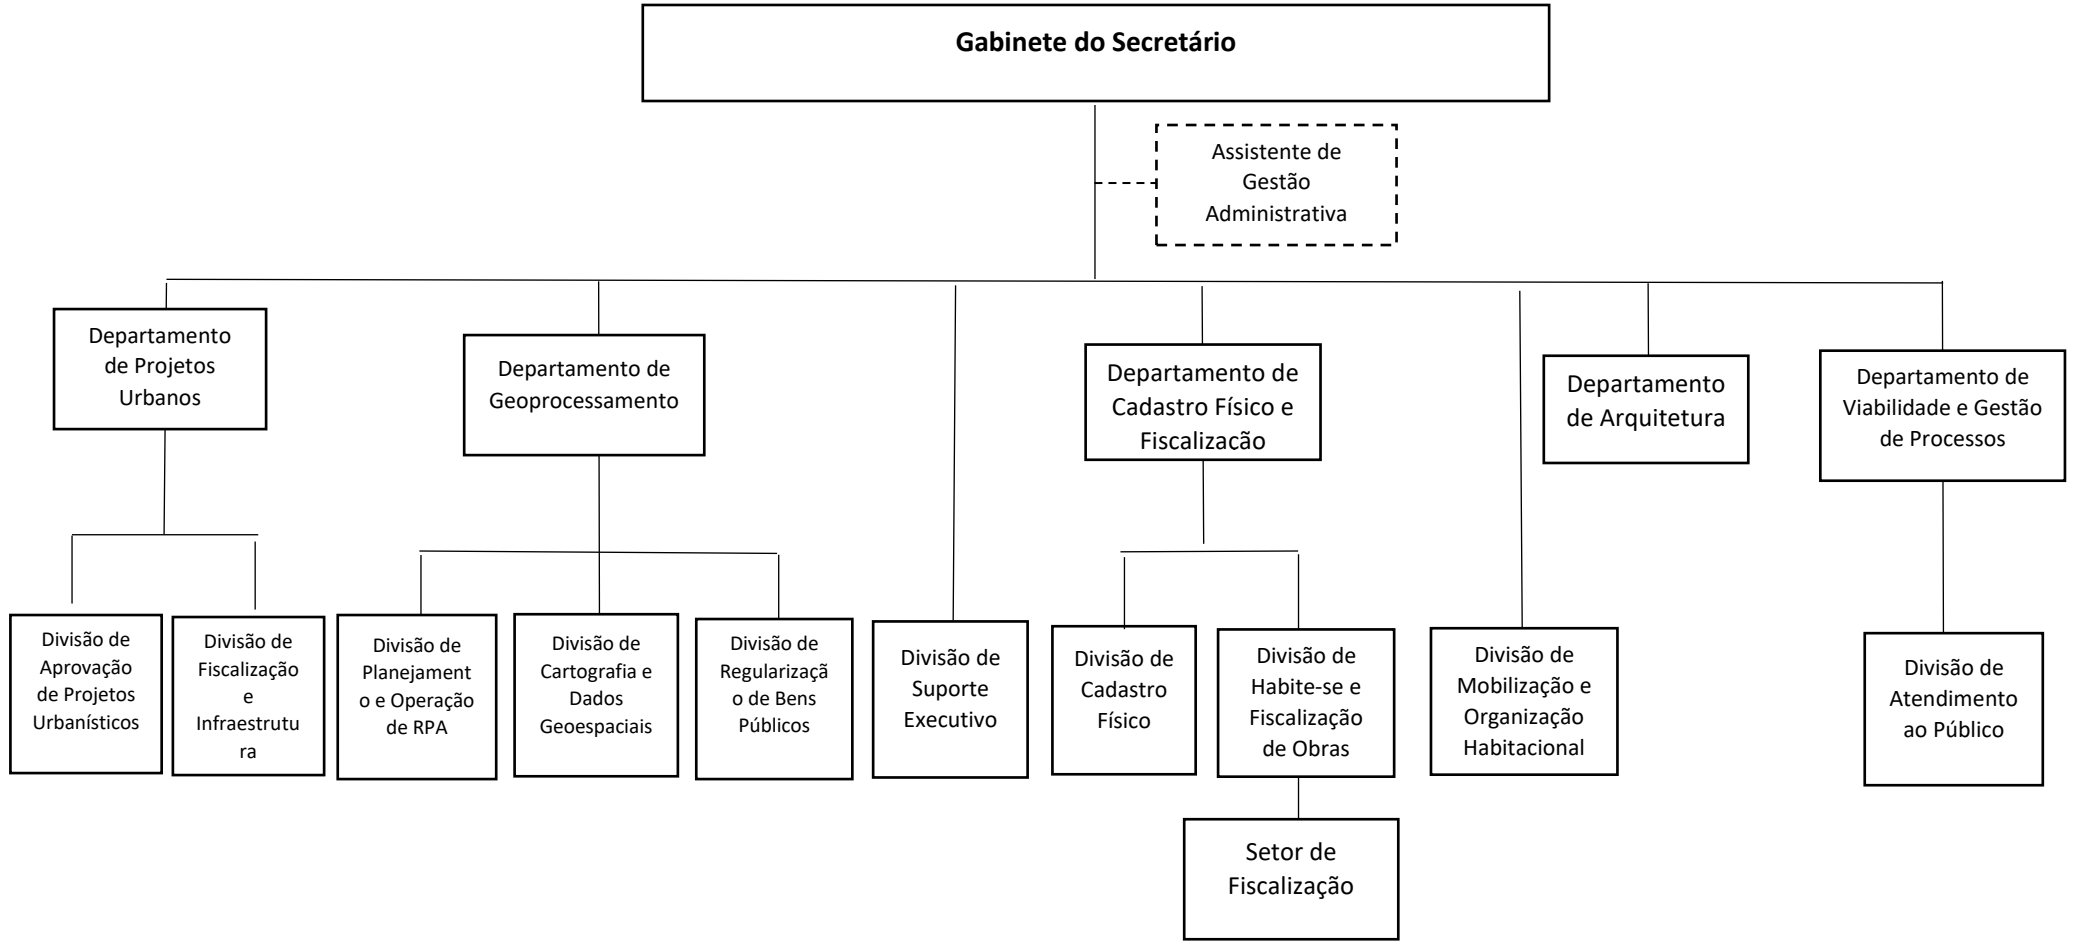 Gabinete do Secretário
Assistente de
Gestão
Administrativa
Departamento
de Projetos
Urbanos
Departamento de
Geoprocessamento
Departamento de
Cadastro Físico e
Fiscalização
Departamento
de Arquitetura
Departamento de
Viabilidade e Gestão
de Processos
Divisão de
Aprovação
de Projetos
Urbanísticos
Divisão de
Fiscalização
e
Infraestrutu
ra
Divisão de
Planejament
o e Operação
de RPA
Divisão de
Cartografia e
Dados
Geoespaciais
Divisão de
Regularizaçã
o de Bens
Públicos
Divisão de
Suporte
Executivo
Divisão de
Cadastro
Físico
Divisão de
Habite-se e
Fiscalização
de Obras
Divisão de
Mobilização e
Organização
Habitacional
Divisão de
Atendimento
ao Público
Setor de
Fiscalização